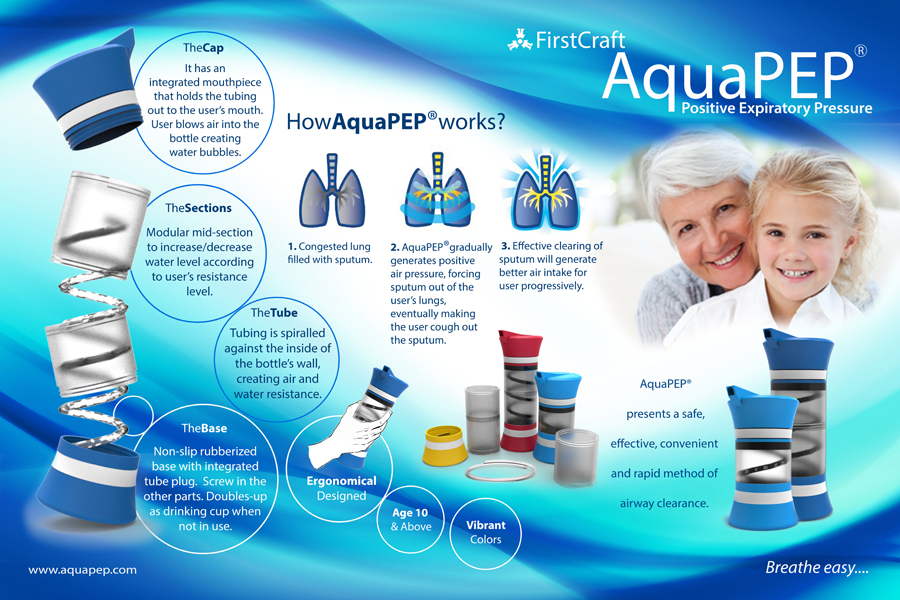 FirstCraft
AquaPEP®
Positive Expiratory Pressure
TheCap
It has an
integrated mouthpiece
that holds the tubing
out to the user's mouth.
User blows air into the
bottle creating
water bubbles.
HowAquaPEP®works?
1. Congested lung
filled with sputum.
2. AquaPEP®gradually
generates positive
air pressure, forcing
sputum out of the
user's lungs,
eventually making
the user cough out
the sputum.
3. Effective clearing of
sputum will generate
better air intake for
user progressively.
TheSections
Modular mid-section
to increase/decrease
water level according
to user's resistance
level.
TheTube
Tubing is spiralled
against the inside of
the bottle's wall,
creating air and
water resistance.
TheBase
Non-slip rubberized
base with integrated
tube plug. Screw in the
other parts. Doubles-up
as drinking cup when
not in use.
Ergonomical
Designed
Age 10
& Above
Vibrant
Colors
AquaPEP®
presents a safe,
effective, convenient
and rapid method of
airway clearance.
www.aquapep.com
Breathe easy....